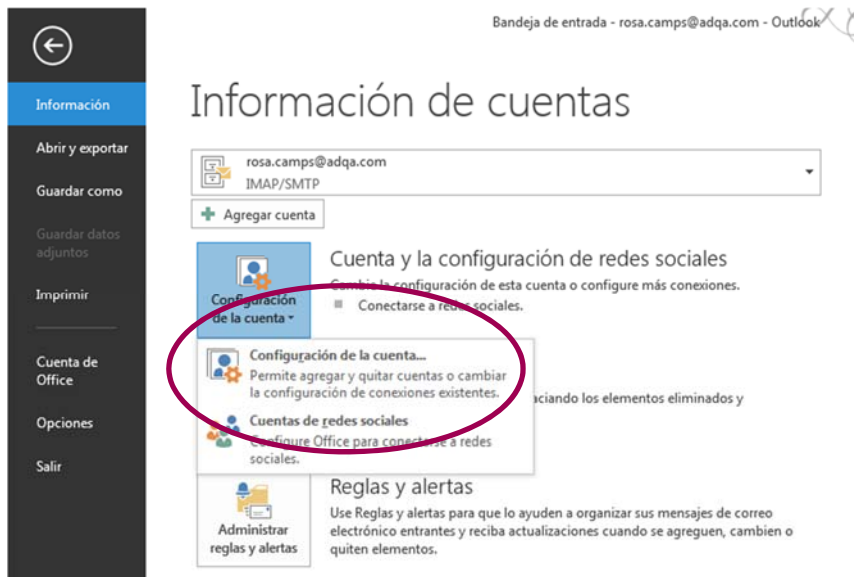 Bandeja de entrada - rosa.camps@adqa.com - Outlook
Información
Abrir y exportar
Guardar como
Guardar datos
adjuntos
Imprimir
Cuenta de
Office
Opciones
Salir
Información de cuentas
rosa.camps@adqa.com
IMAP/SMTP
Agregar cuenta
Configuración
de la cuenta
Cuenta y la configuración de redes sociales
Cambie la configuración de esta cuenta o configure más conexiones.
Conectarse a redes sociales.
Configuración de la cuenta...
Permite agregar y quitar cuentas o cambiar
la configuración de conexiones existentes.
aciando los elementos eliminados y
Cuentas de redes sociales
Configure Office para conectarse a redes
sociales.
Administrar
reglas y alertas
Reglas y alertas
Use Reglas y alertas para que lo ayuden a organizar sus mensajes de correo
electrónico entrantes y reciba actualizaciones cuando se agreguen, cambien o
quiten elementos.